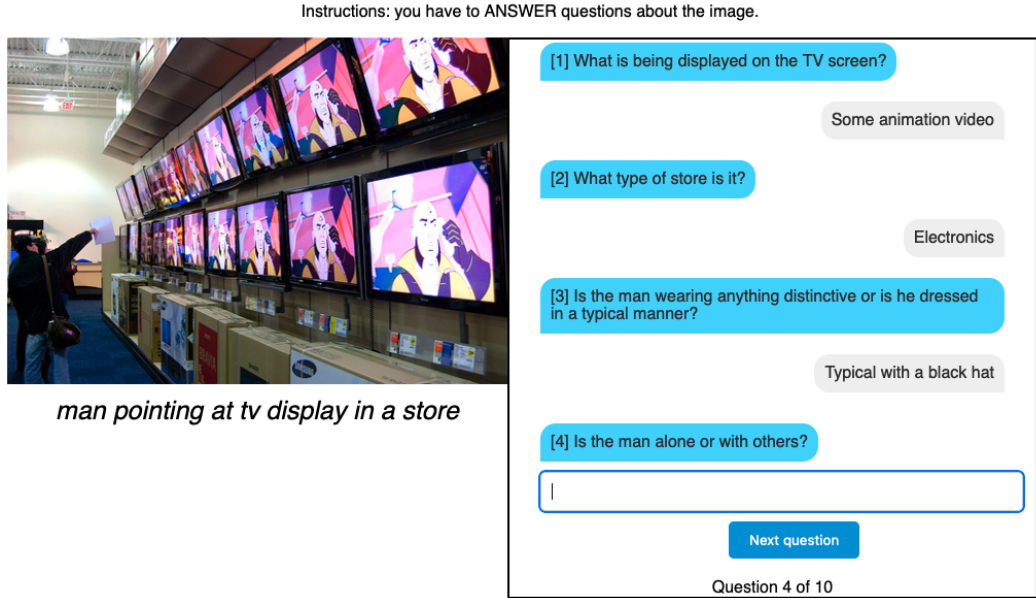 Instructions: you have to ANSWER questions about the image.
[1] What is being displayed on the TV screen?
Some animation video
[2] What type of store is it?
Electronics
[3] Is the man wearing anything distinctive or is he dressed
in a typical manner?
Typical with a black hat
man pointing at tv display in a store
[4] Is the man alone or with others?
Next question
Question 4 of 10
BRAVIA
SAMSUNG